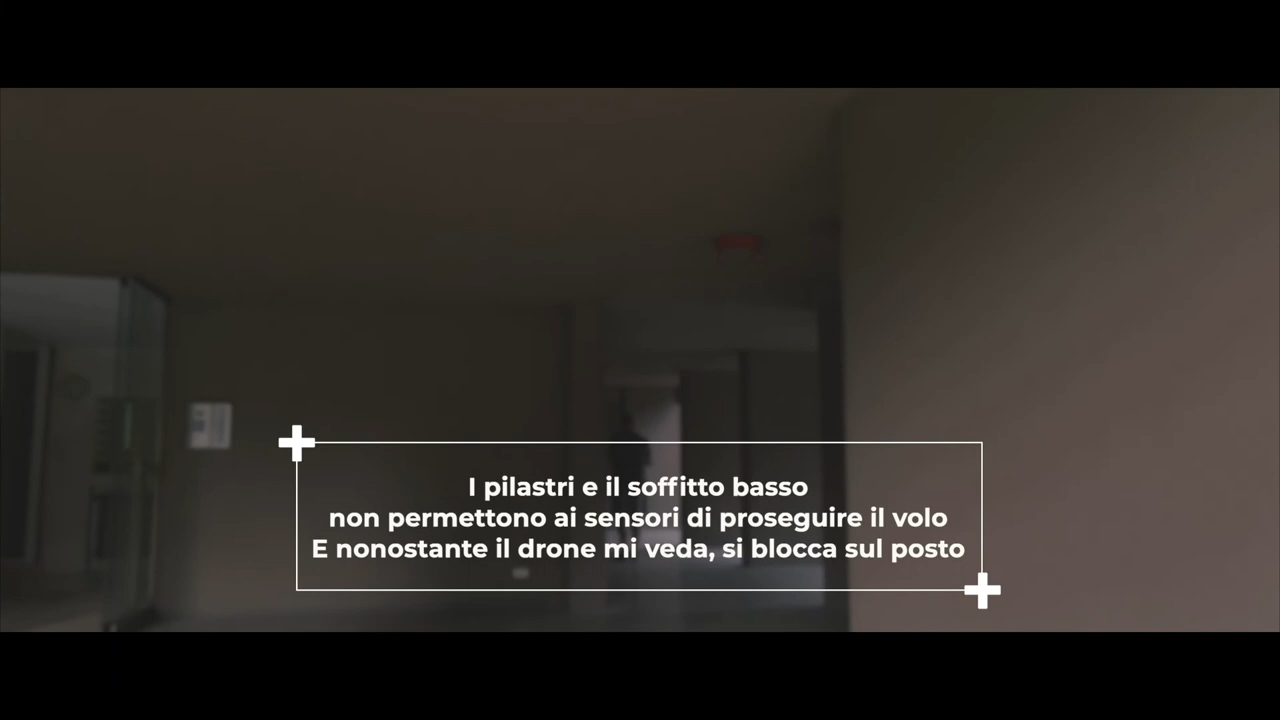 I pilastri e il soffitto basso
non permettono ai sensori di proseguire il volo
E nonostante il drone mi veda, si blocca sul posto